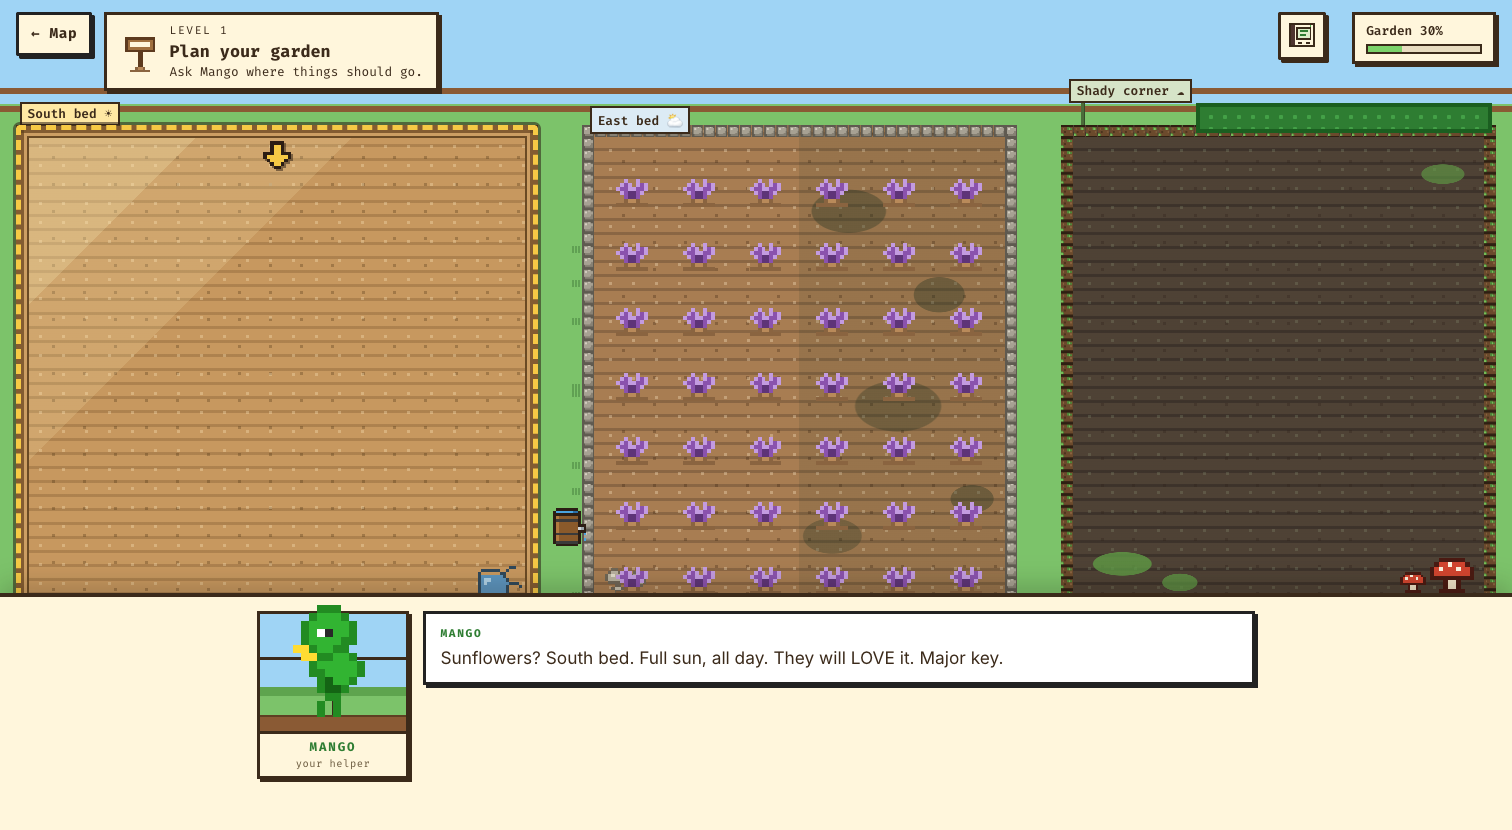 ← Map
LEVEL 1
Plan your garden
Ask Mango where things should go.
Garden 30%
South bed ☀
East bed ⛅
Shady corner ☁
MANGO
Sunflowers? South bed. Full sun, all day. They will LOVE it. Major key.
MANGO
your helper